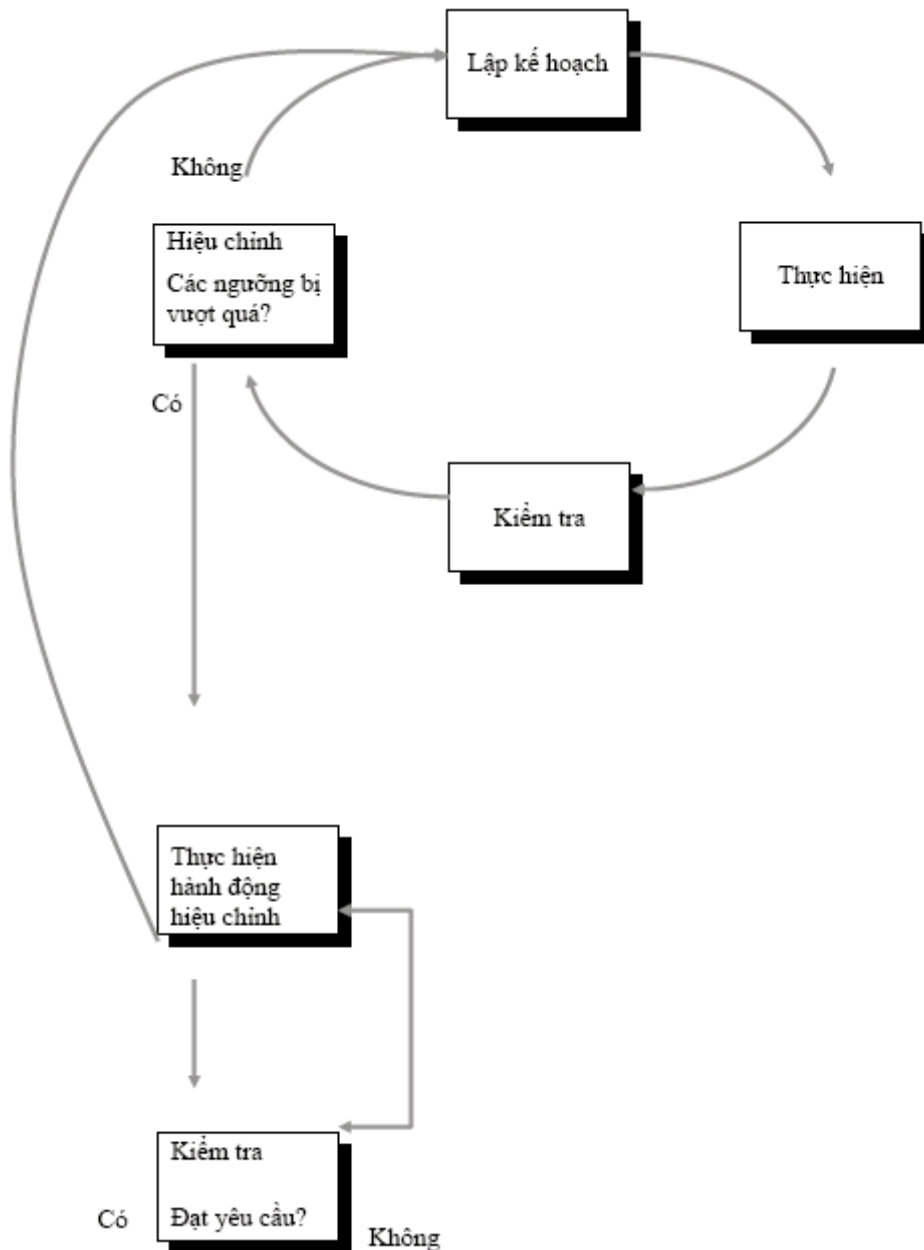 Lập kế hoạch
Không
Hiệu chỉnh
Các ngưỡng bị
vượt quá?
Thực hiện
Có
Kiểm tra
Thực hiện
hành động
hiệu chỉnh
Kiểm tra
Đạt yêu cầu?
Có
Không